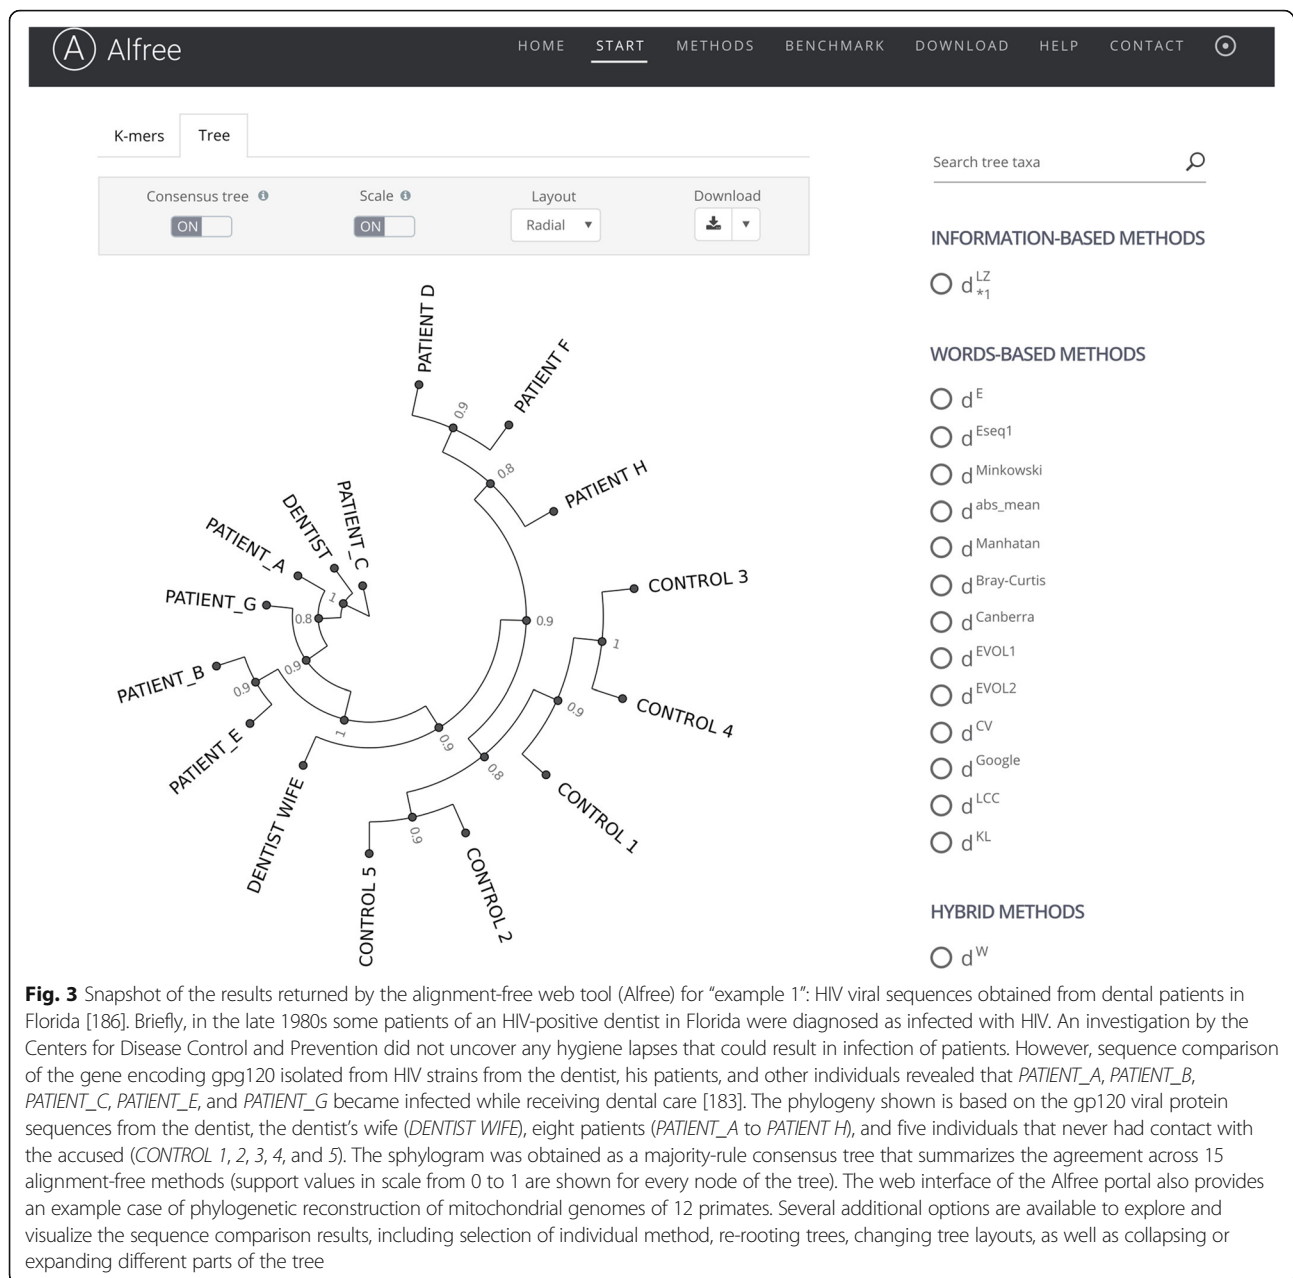 A Alfree
HOME START METHODS BENCHMARK DOWNLOAD HELP CONTACT
K-mers Tree
Search tree taxa
Consensus tree i Scale i Layout Download
ON ON Radial
INFORMATION-BASED METHODS
d LZ *1
WORDS-BASED METHODS
d E
d Eseq1
d Minkowski
d abs_mean
d Manhatan
d Bray-Curtis
d Canberra
d EVOL1
d EVOL2
d CV
d Google
d LCC
d KL
HYBRID METHODS
d W
PATIENT D
0.9
PATIENT F
0.8
PATIENT H
PATIENT_C
DENTIST
PATIENT_A
1
PATIENT_G
0.8
0.9
PATIENT_B
0.9
PATIENT_E
1
DENTIST WIFE
0.9
0.9
CONTROL 3
1
CONTROL 4
0.9
CONTROL 1
0.8
0.9
CONTROL 2
CONTROL 5
Fig. 3 Snapshot of the results returned by the alignment-free web tool (Alfree) for “example 1”: HIV viral sequences obtained from dental patients in
Florida [186]. Briefly, in the late 1980s some patients of an HIV-positive dentist in Florida were diagnosed as infected with HIV. An investigation by the
Centers for Disease Control and Prevention did not uncover any hygiene lapses that could result in infection of patients. However, sequence comparison
of the gene encoding gpg120 isolated from HIV strains from the dentist, his patients, and other individuals revealed that PATIENT_A, PATIENT_B,
PATIENT_C, PATIENT_E, and PATIENT_G became infected while receiving dental care [183]. The phylogeny shown is based on the gp120 viral protein
sequences from the dentist, the dentist’s wife (DENTIST WIFE), eight patients (PATIENT_A to PATIENT H), and five individuals that never had contact with
the accused (CONTROL 1, 2, 3, 4, and 5). The sphylogram was obtained as a majority-rule consensus tree that summarizes the agreement across 15
alignment-free methods (support values in scale from 0 to 1 are shown for every node of the tree). The web interface of the Alfree portal also provides
an example case of phylogenetic reconstruction of mitochondrial genomes of 12 primates. Several additional options are available to explore and
visualize the sequence comparison results, including selection of individual method, re-rooting trees, changing tree layouts, as well as collapsing or
expanding different parts of the tree